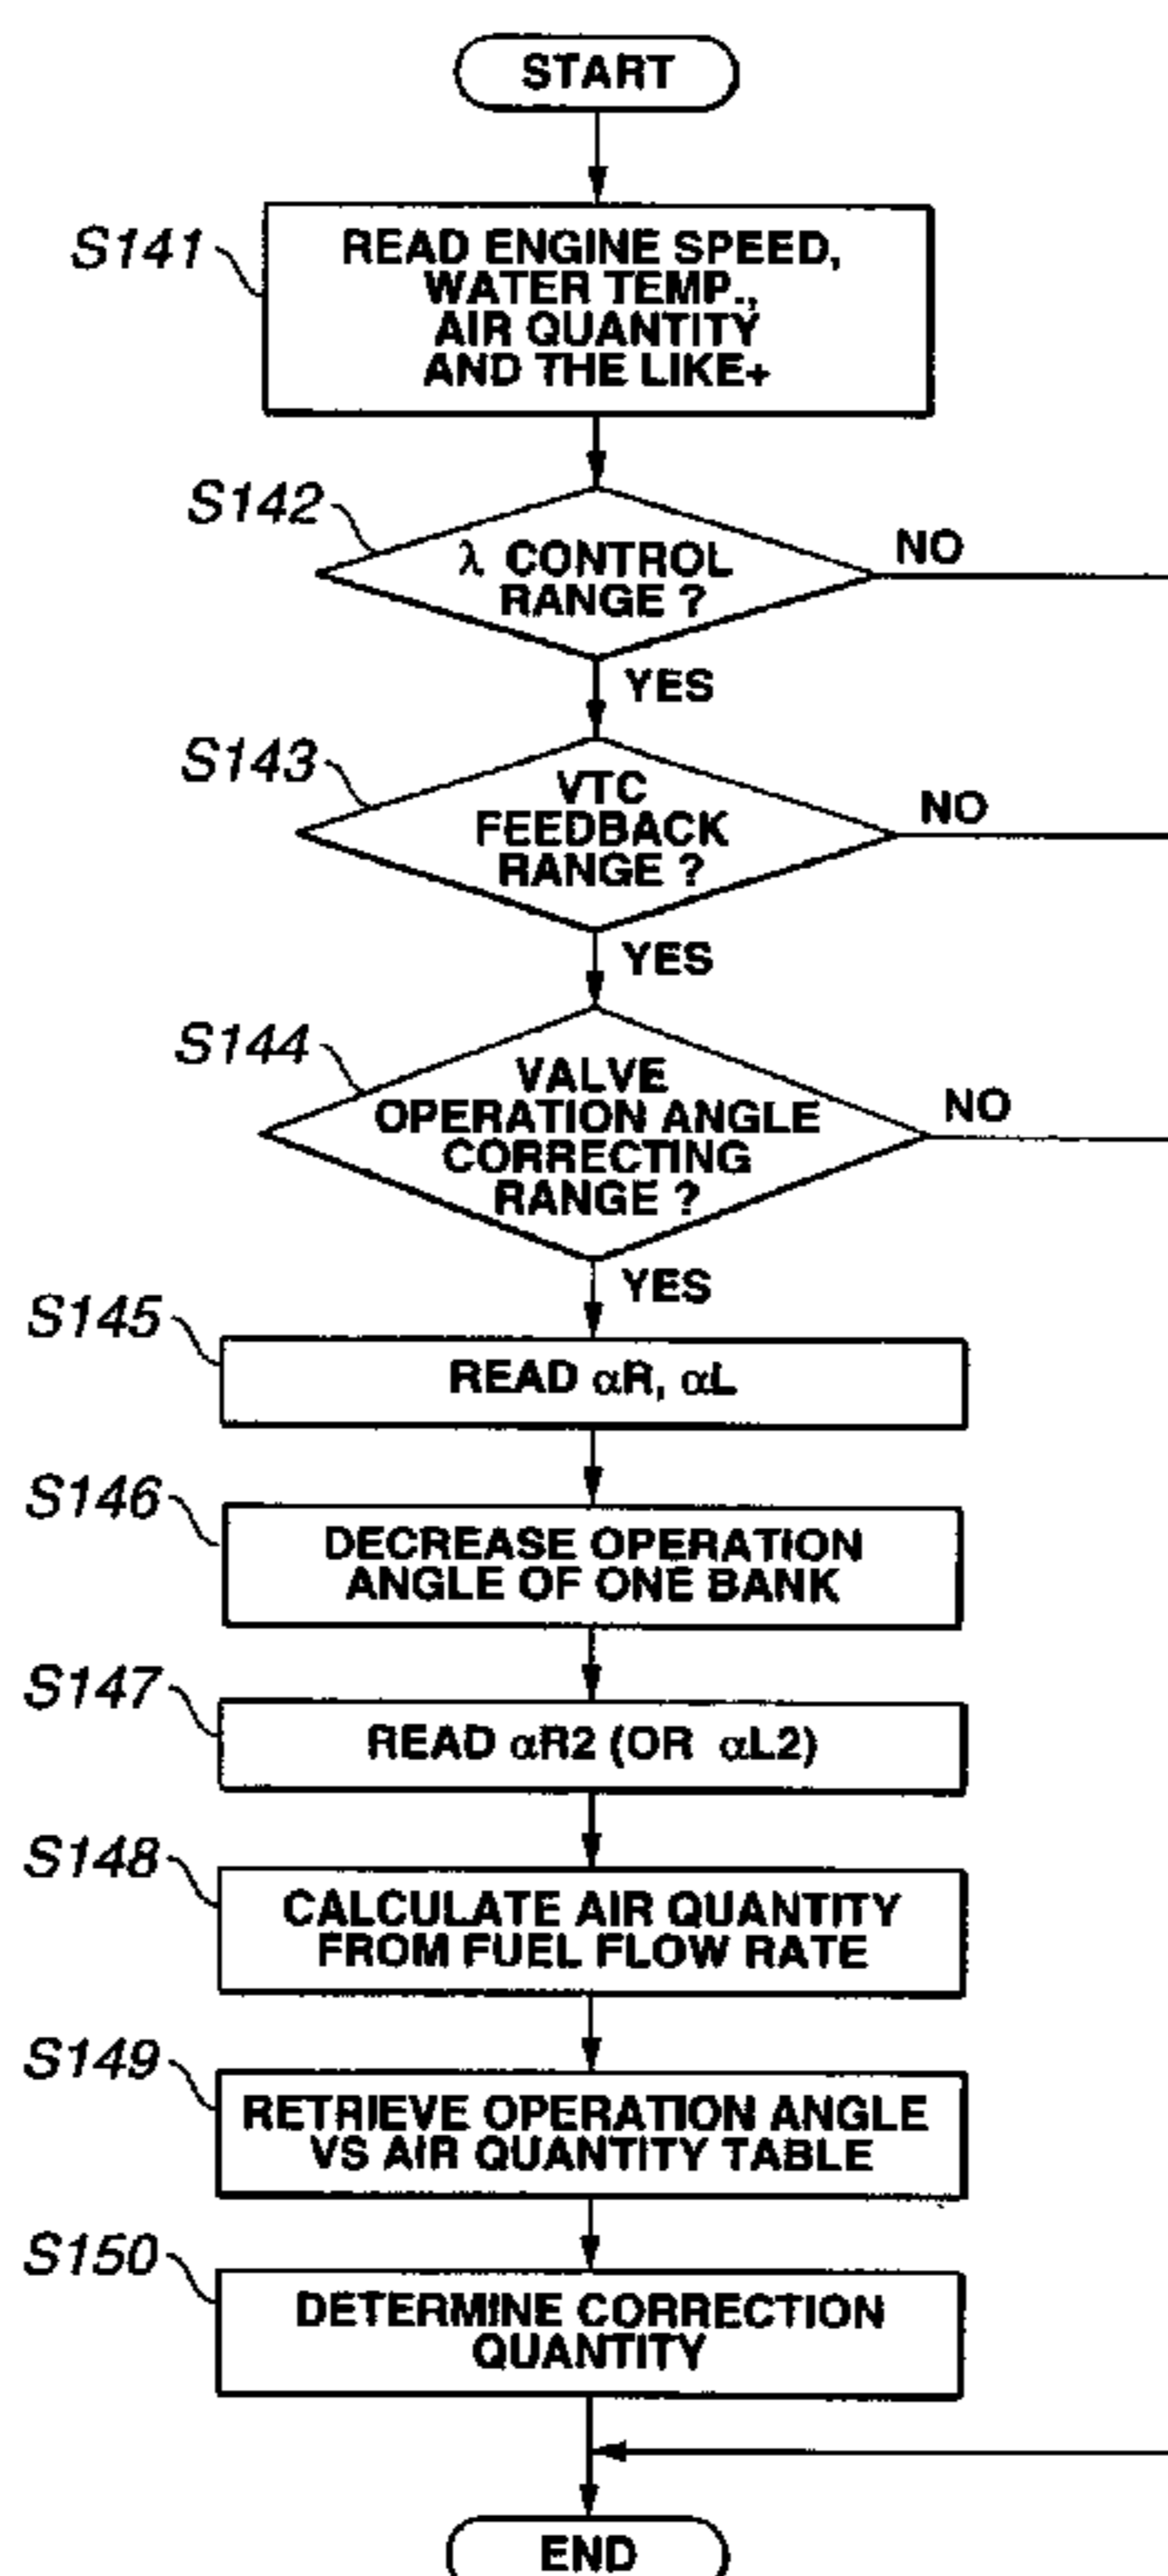 START
S141
READ ENGINE SPEED,
WATER TEMP.,
AIR QUANTITY
AND THE LIKE+
S142
λ CONTROL
RANGE ?
NO
YES
S143
VTC
FEEDBACK
RANGE ?
NO
YES
S144
VALVE
OPERATION ANGLE
CORRECTING
RANGE ?
NO
YES
S145
READ αR, αL
S146
DECREASE OPERATION
ANGLE OF ONE BANK
S147
READ αR2 (OR αL2)
S148
CALCULATE AIR QUANTITY
FROM FUEL FLOW RATE
S149
RETRIEVE OPERATION ANGLE
VS AIR QUANTITY TABLE
S150
DETERMINE CORRECTION
QUANTITY
END